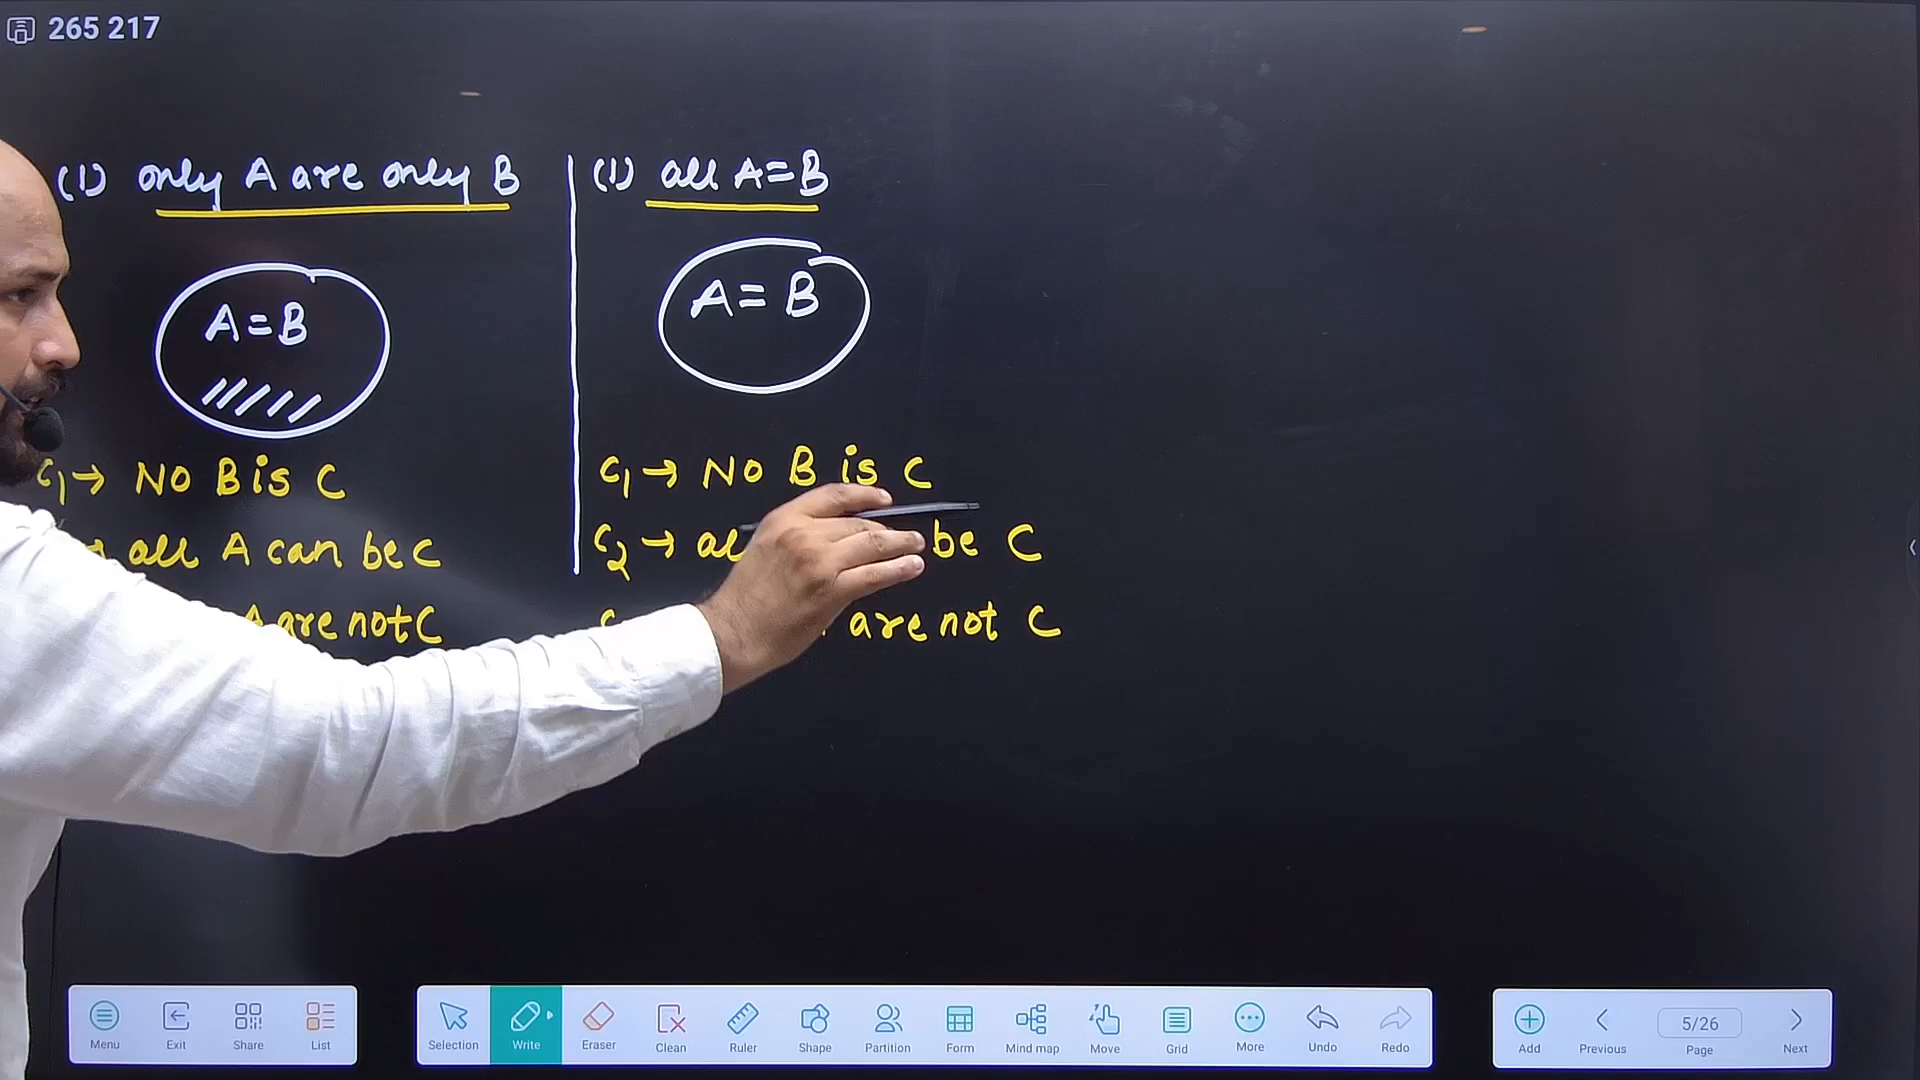 265 217
(1) only A are only B
A=B
C1→ No B is C
→ all A can be C
A are not C
(1) all A=B
A=B
C1→ No B is C
C2→ be C
are not C
Menu Exit Share List
Selection Write Eraser Clean Ruler Shape Partition Form Mind map Move Grid More Undo Redo
Add Previous 5/26 Page Next